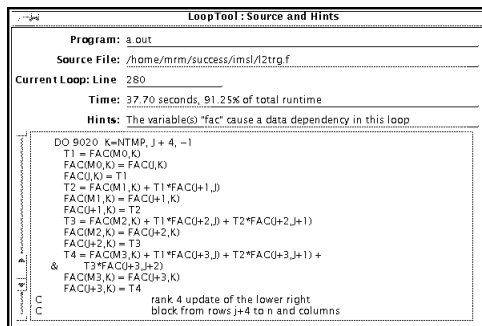 LoopTool : Source and Hints
Program: a.out
Source File: /home/mrm/success/imsl/l2trg.f
Current Loop: Line 280
Time: 37.70 seconds, 91.25% of total runtime
Hints: The variable(s) "fac" cause a data dependency in this loop
DO 9020 K=NTMP, J + 4, -1
T1 = FAC(M0,K)
FAC(M0,K) = FAC(J,K)
FAC(J,K) = T1
T2 = FAC(M1,K) + T1*FAC(J+1,J)
FAC(M1,K) = FAC(J+1,K)
FAC(J+1,K) = T2
T3 = FAC(M2,K) + T1*FAC(J+2,J) + T2*FAC(J+2,J+1)
FAC(M2,K) = FAC(J+2,K)
FAC(J+2,K) = T3
T4 = FAC(M3,K) + T1*FAC(J+3,J) + T2*FAC(J+3,J+1) +
& T3*FAC(J+3,J+2)
FAC(M3,K) = FAC(J+3,K)
FAC(J+3,K) = T4
C rank 4 update of the lower right
C block from rows j+4 to n and columns